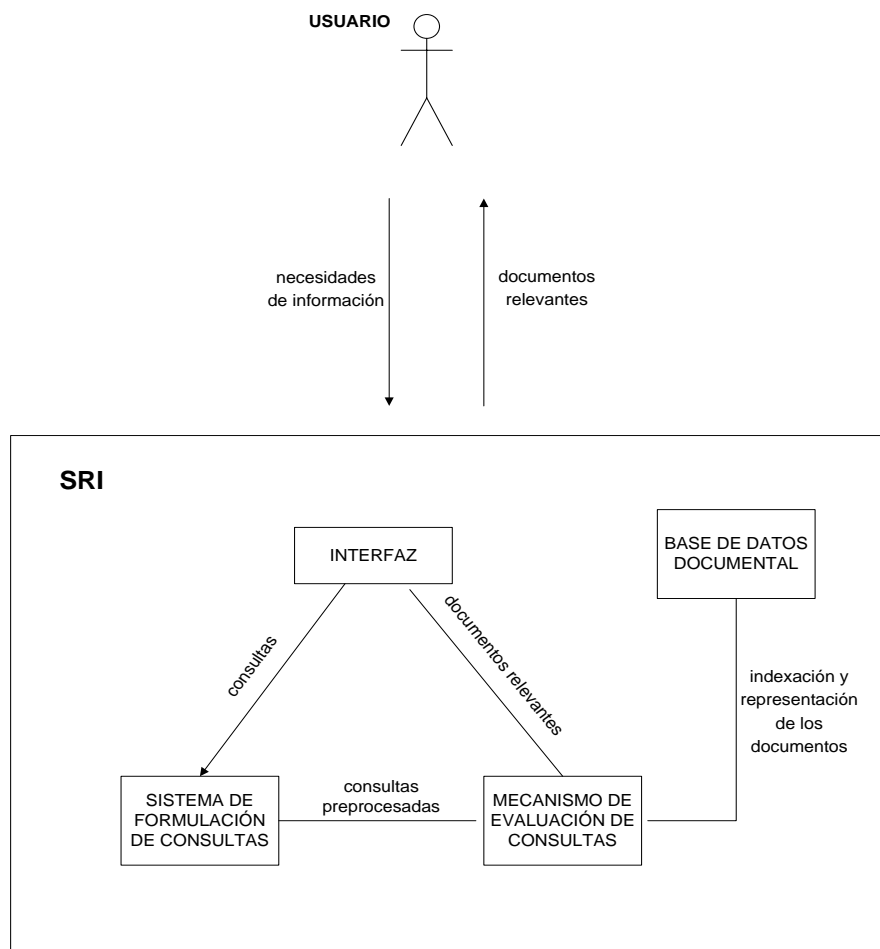 USUARIO
necesidades
de información
documentos
relevantes
SRI
INTERFAZ
BASE DE DATOS
DOCUMENTAL
consultas
documentos relevantes
indexación y
representación
de los
documentos
SISTEMA DE
FORMULACIÓN
DE CONSULTAS
consultas
preprocesadas
MECANISMO DE
EVALUACIÓN DE
CONSULTAS